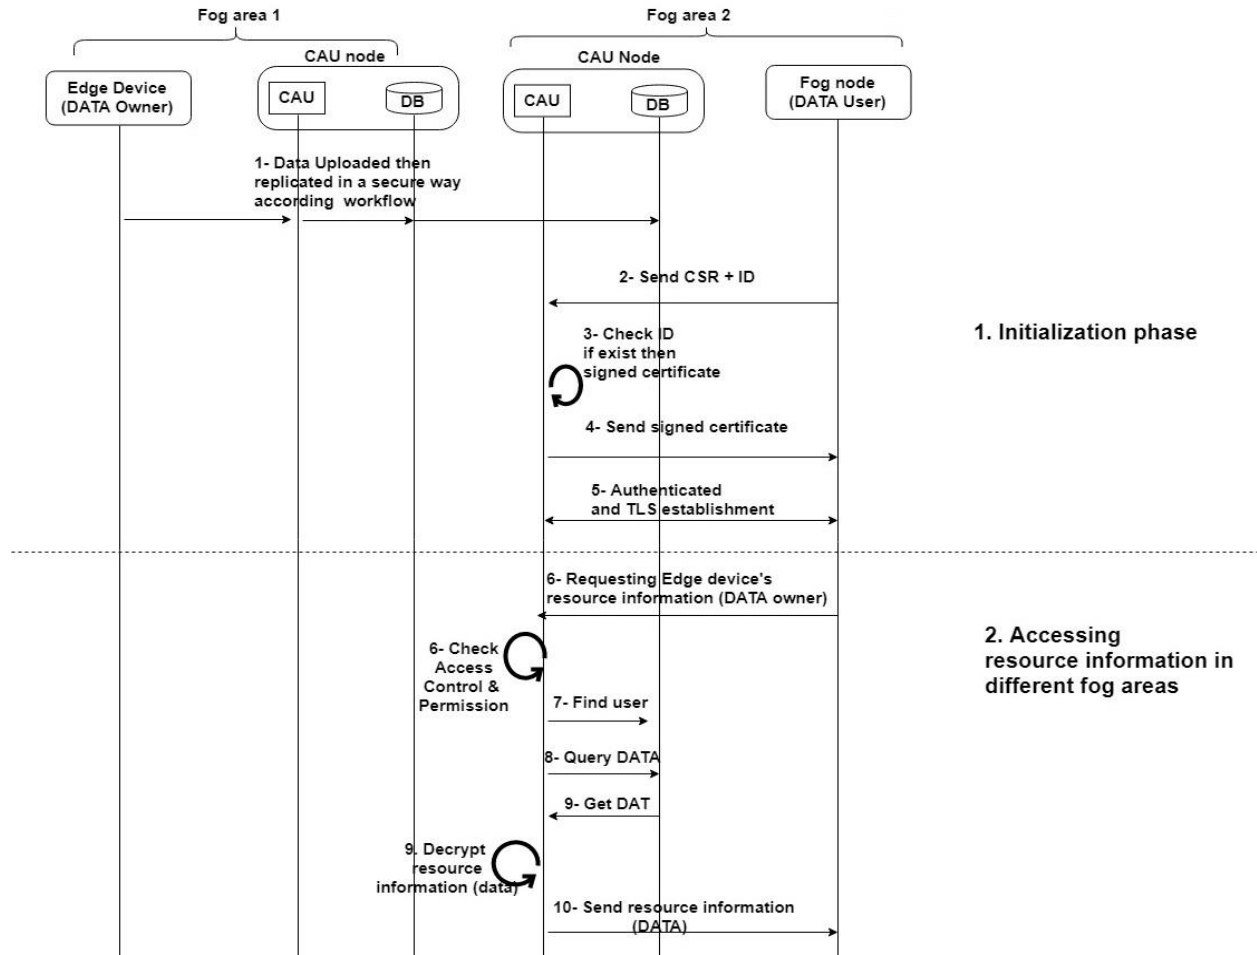 Fog area 1
Fog area 2
CAU node
CAU Node
Edge Device
(DATA Owner)
CAU
DB
CAU
DB
Fog node
(DATA User)
1- Data Uploaded then
replicated in a secure way
according workflow
2- Send CSR + ID
3- Check ID
if exist then
signed certificate
1. Initialization phase
4- Send signed certificate
5- Authenticated
and TLS establishment
6- Requesting Edge device's
resource information (DATA owner)
6- Check
Access
Control &
Permission
2. Accessing
resource information in
different fog areas
7- Find user
8- Query DATA
9- Get DAT
9. Decrypt
resource
information (data)
10- Send resource information
(DATA)